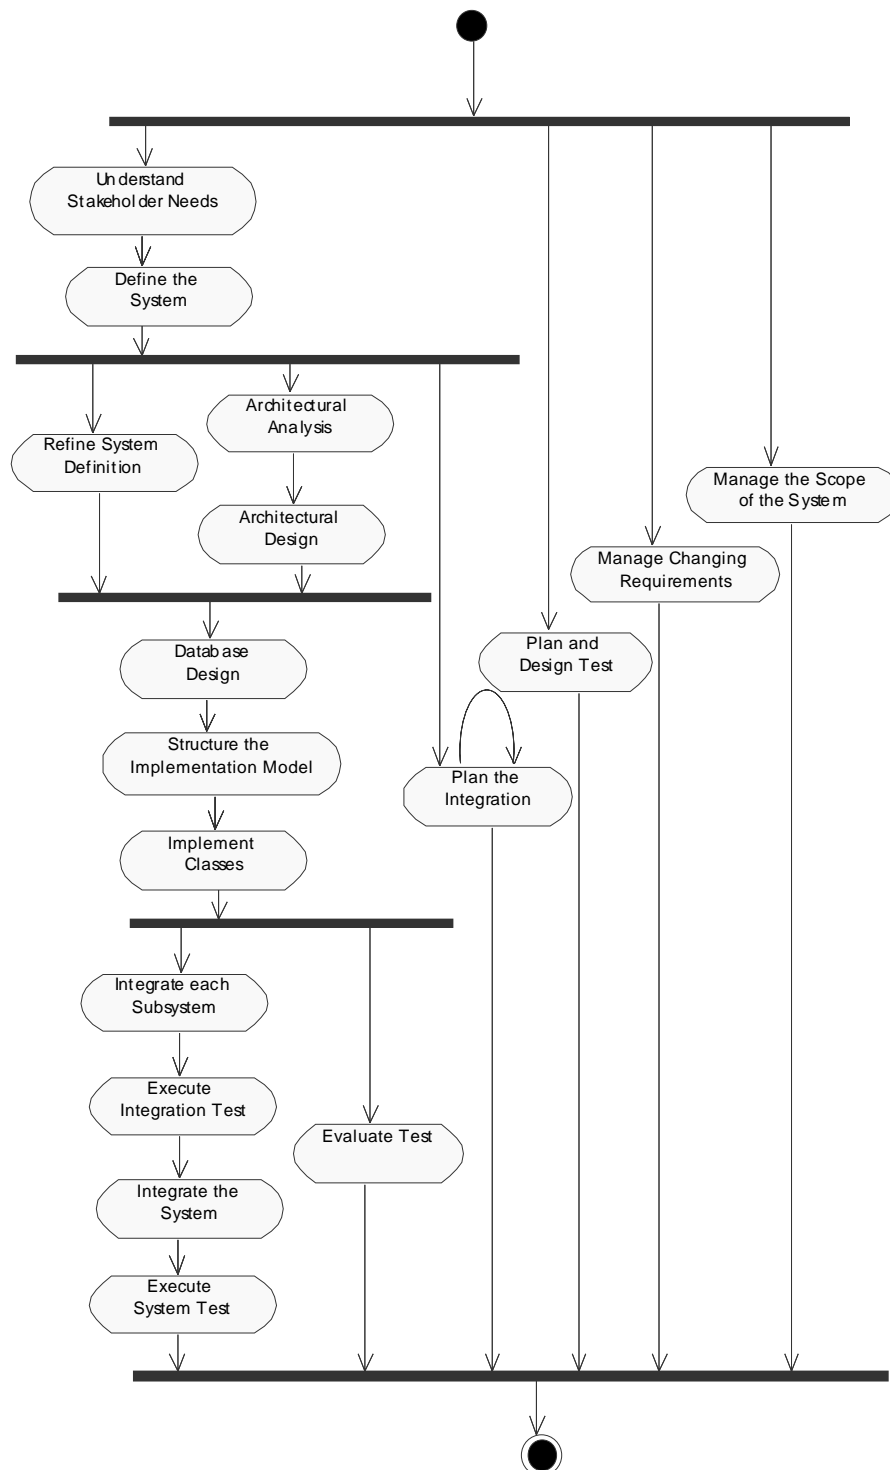 Understand
Stakeholder Needs
Define the
System
Architectural
Analysis
Refine System
Definition
Manage the Scope
of the System
Architectural
Design
Manage Changing
Requirements
Plan and
Design Test
Database
Design
Structure the
Implementation Model
Plan the
Integration
Implement
Classes
Integrate each
Subsystem
Execute
Integration Test
Evaluate Test
Integrate the
System
Execute
System Test